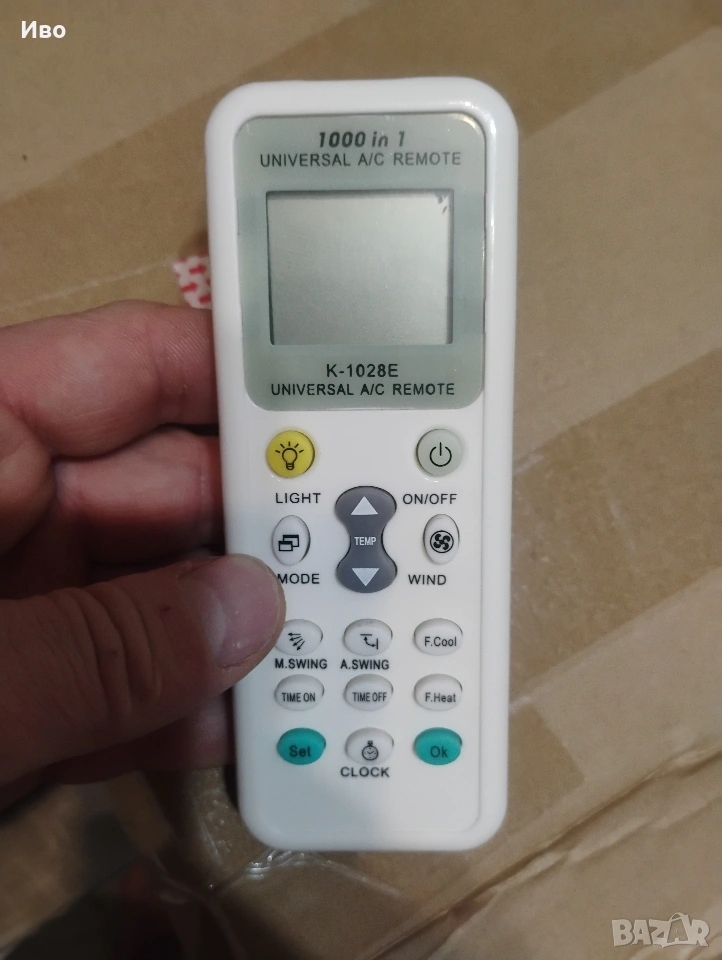 Иво
1000 in 1
UNIVERSAL A/C REMOTE
K-1028E
UNIVERSAL A/C REMOTE
LIGHT
ON/OFF
TEMP
MODE
WIND
F.Cool
M.SWING
A.SWING
TIME ON
TIME OFF
F.Heat
Set
Ok
CLOCK
BAZAR